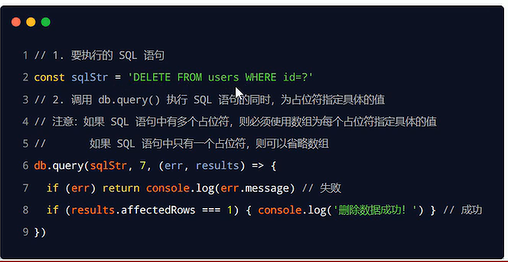 1 // 1. 要执行的 SQL 语句
2 const sqlStr = 'DELETE FROM users WHERE id=?'
3 // 2. 调用 db.query() 执行 SQL 语句的同时，为占位符指定具体的值
4 // 注意：如果 SQL 语句中有多个占位符，则必须使用数组为每个占位符指定具体的值
5 //       如果 SQL 语句中只有一个占位符，则可以省略数组
6 db.query(sqlStr, 7, (err, results) => {
7   if (err) return console.log(err.message) // 失败
8   if (results.affectedRows === 1) { console.log('删除数据成功！') } // 成功
9 })